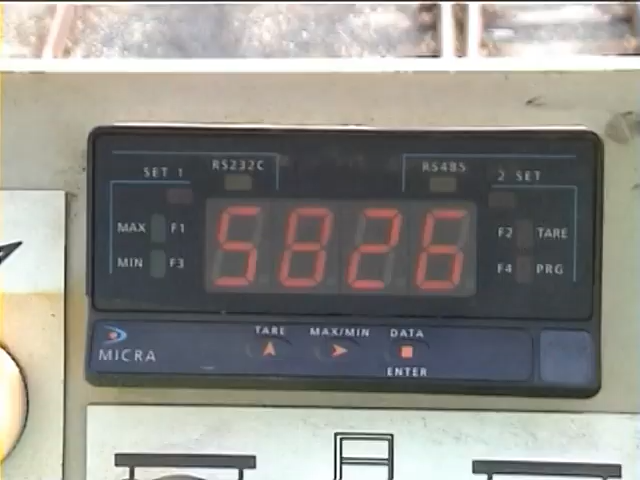 RS232C RS485
SET 1 2 SET
5826
MAX F1 F2 TARE
MIN F3 F4 PRG
TARE MAX/MIN DATA
MICRA
ENTER